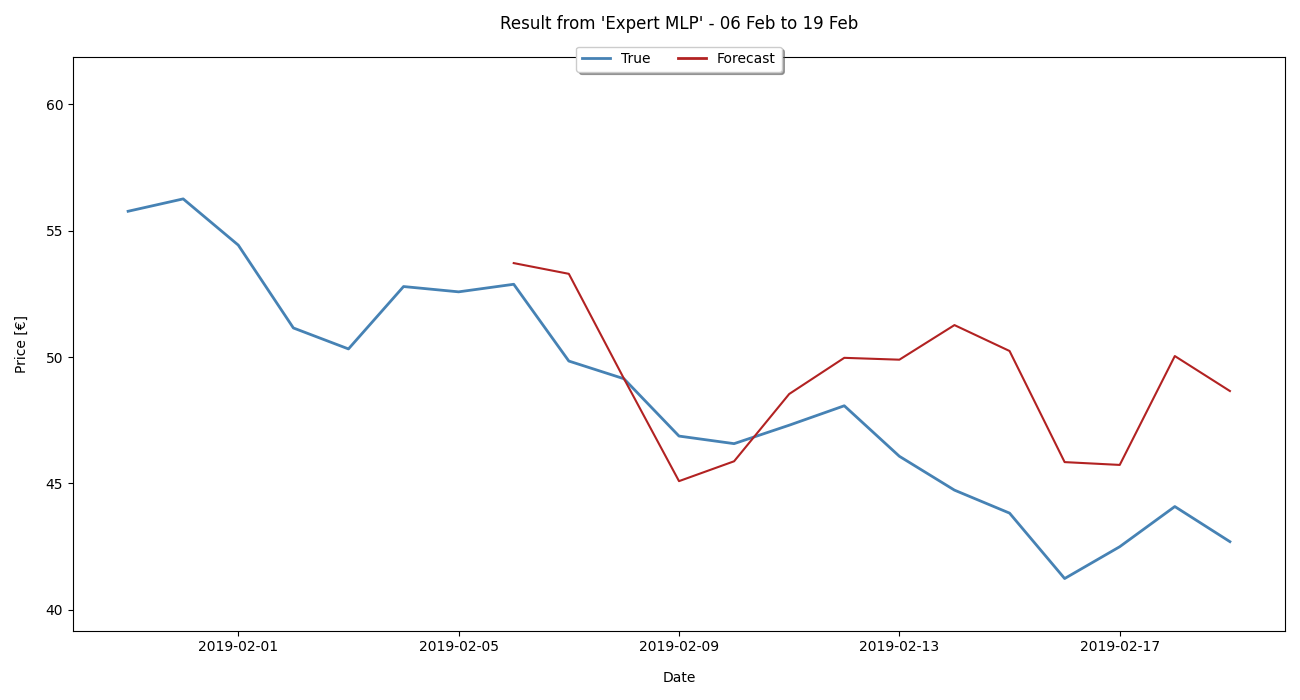 Result from 'Expert MLP' - 06 Feb to 19 Feb
True
Forecast
60
55
50
45
40
Price [€]
2019-02-01
2019-02-05
2019-02-09
2019-02-13
2019-02-17
Date